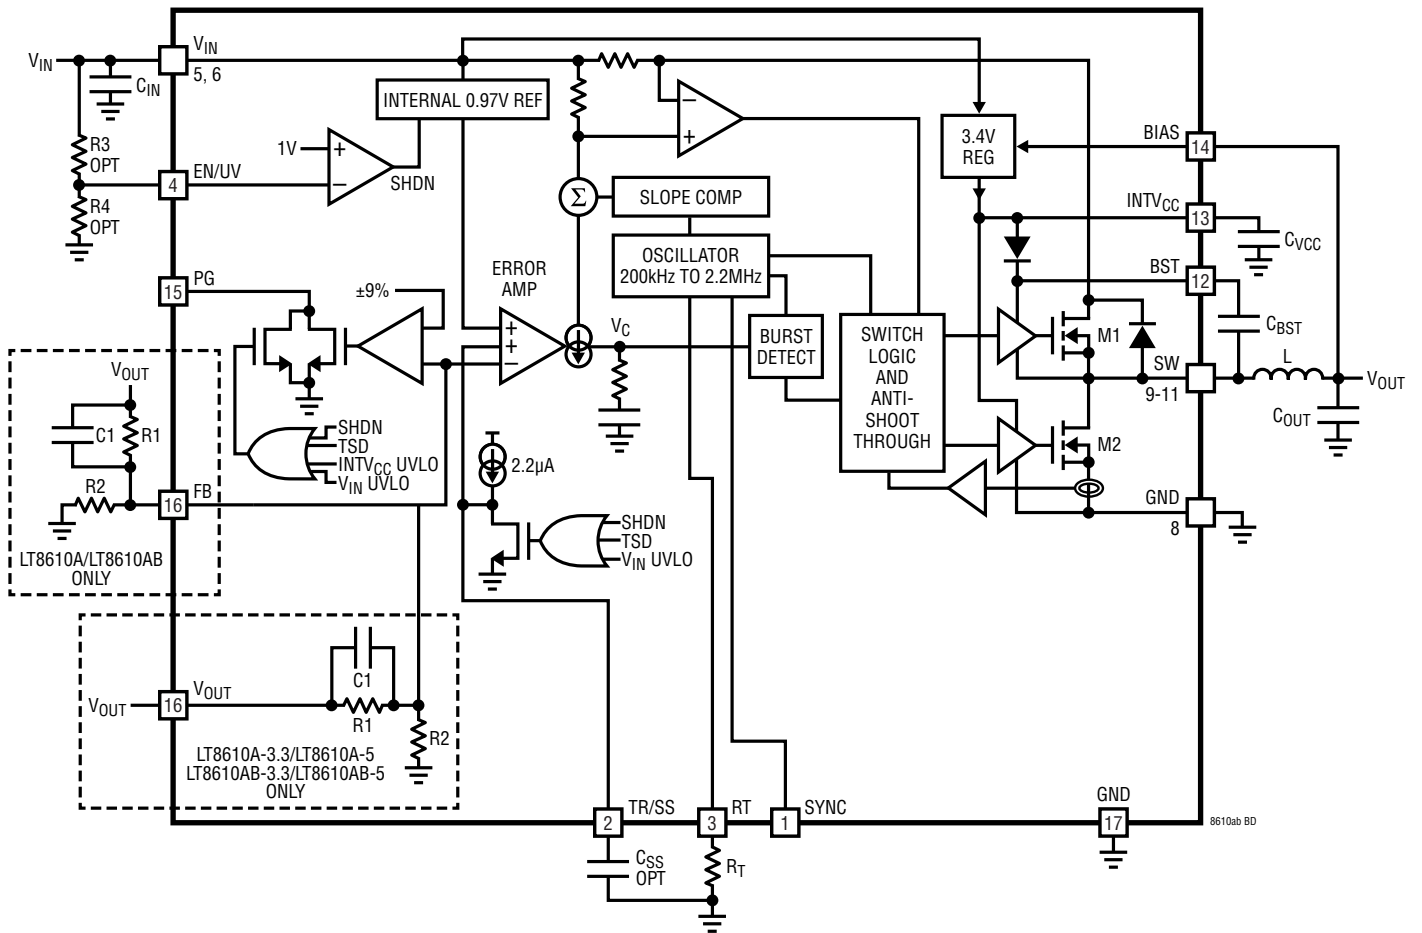 VIN
VIN
5, 6
CIN
R3
OPT
R4
OPT
4
EN/UV
1V
+
−
SHDN
INTERNAL 0.97V REF
−
+
Σ
SLOPE COMP
OSCILLATOR
200kHz TO 2.2MHz
3.4V
REG
BIAS
14
INTVCC
13
CVCC
BST
12
CBST
15
PG
±9%
ERROR
AMP
+
+
−
VC
BURST
DETECT
SWITCH
LOGIC
AND
ANTI-
SHOOT
THROUGH
M1
M2
SW
9-11
L
VOUT
COUT
GND
8
VOUT
C1
R1
R2
16
FB
LT8610A/LT8610AB
ONLY
SHDN
TSD
INTVCC UVLO
VIN UVLO
2.2µA
SHDN
TSD
VIN UVLO
VOUT
16
VOUT
C1
R1
R2
LT8610A-3.3/LT8610A-5
LT8610AB-3.3/LT8610AB-5
ONLY
2
TR/SS
3
RT
1
SYNC
GND
17
CSS
OPT
RT
8610ab BD